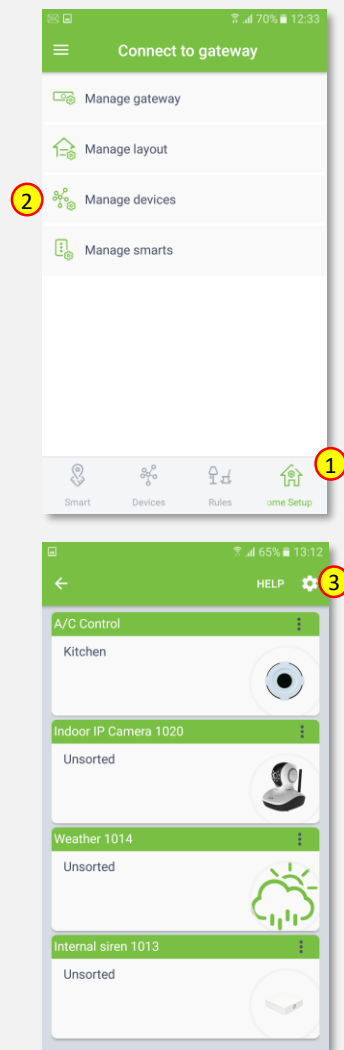 70% 12:33
Connect to gateway
Manage gateway
Manage layout
2 Manage devices
Manage smarts
1
Smart Devices Rules ome Setup
65% 13:12
HELP 3
A/C Control
Kitchen
Indoor IP Camera 1020
Unsorted
Weather 1014
Unsorted
Internal siren 1013
Unsorted